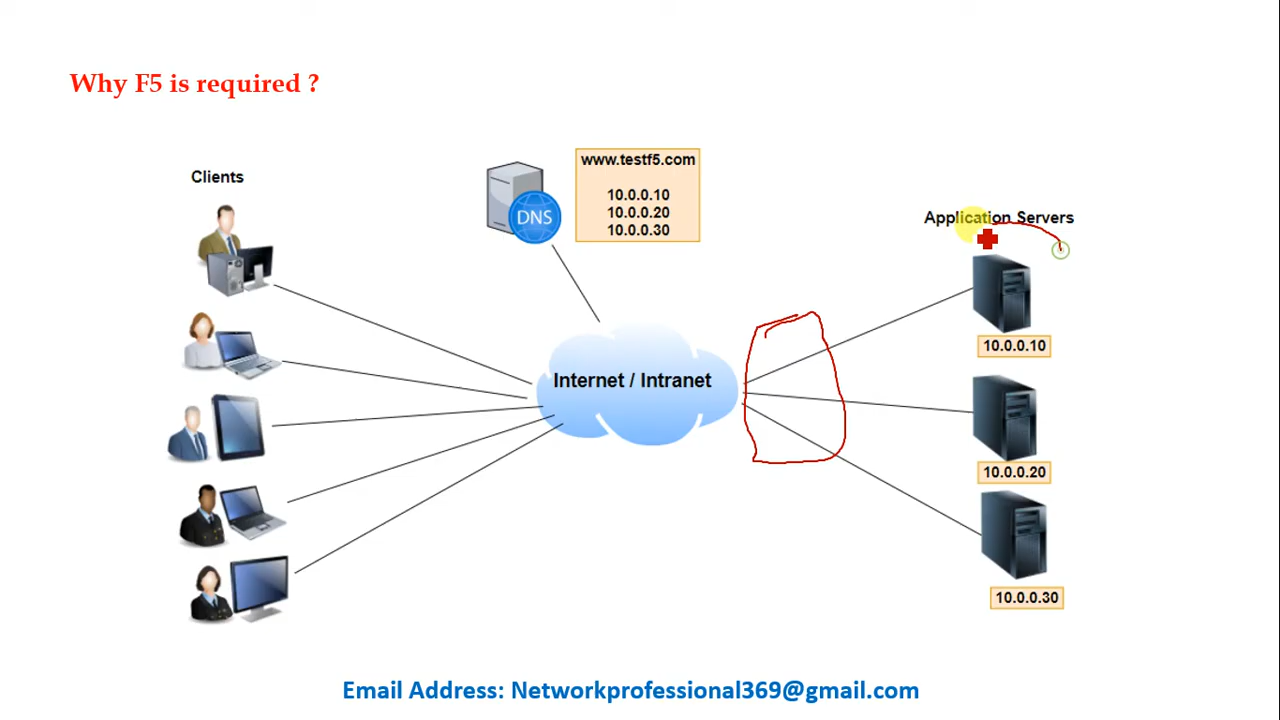 Why F5 is required ?
Clients
www.testf5.com
10.0.0.10
10.0.0.20
10.0.0.30
DNS
Application Servers
10.0.0.10
Internet / Intranet
10.0.0.20
10.0.0.30
Email Address: Networkprofessional369@gmail.com